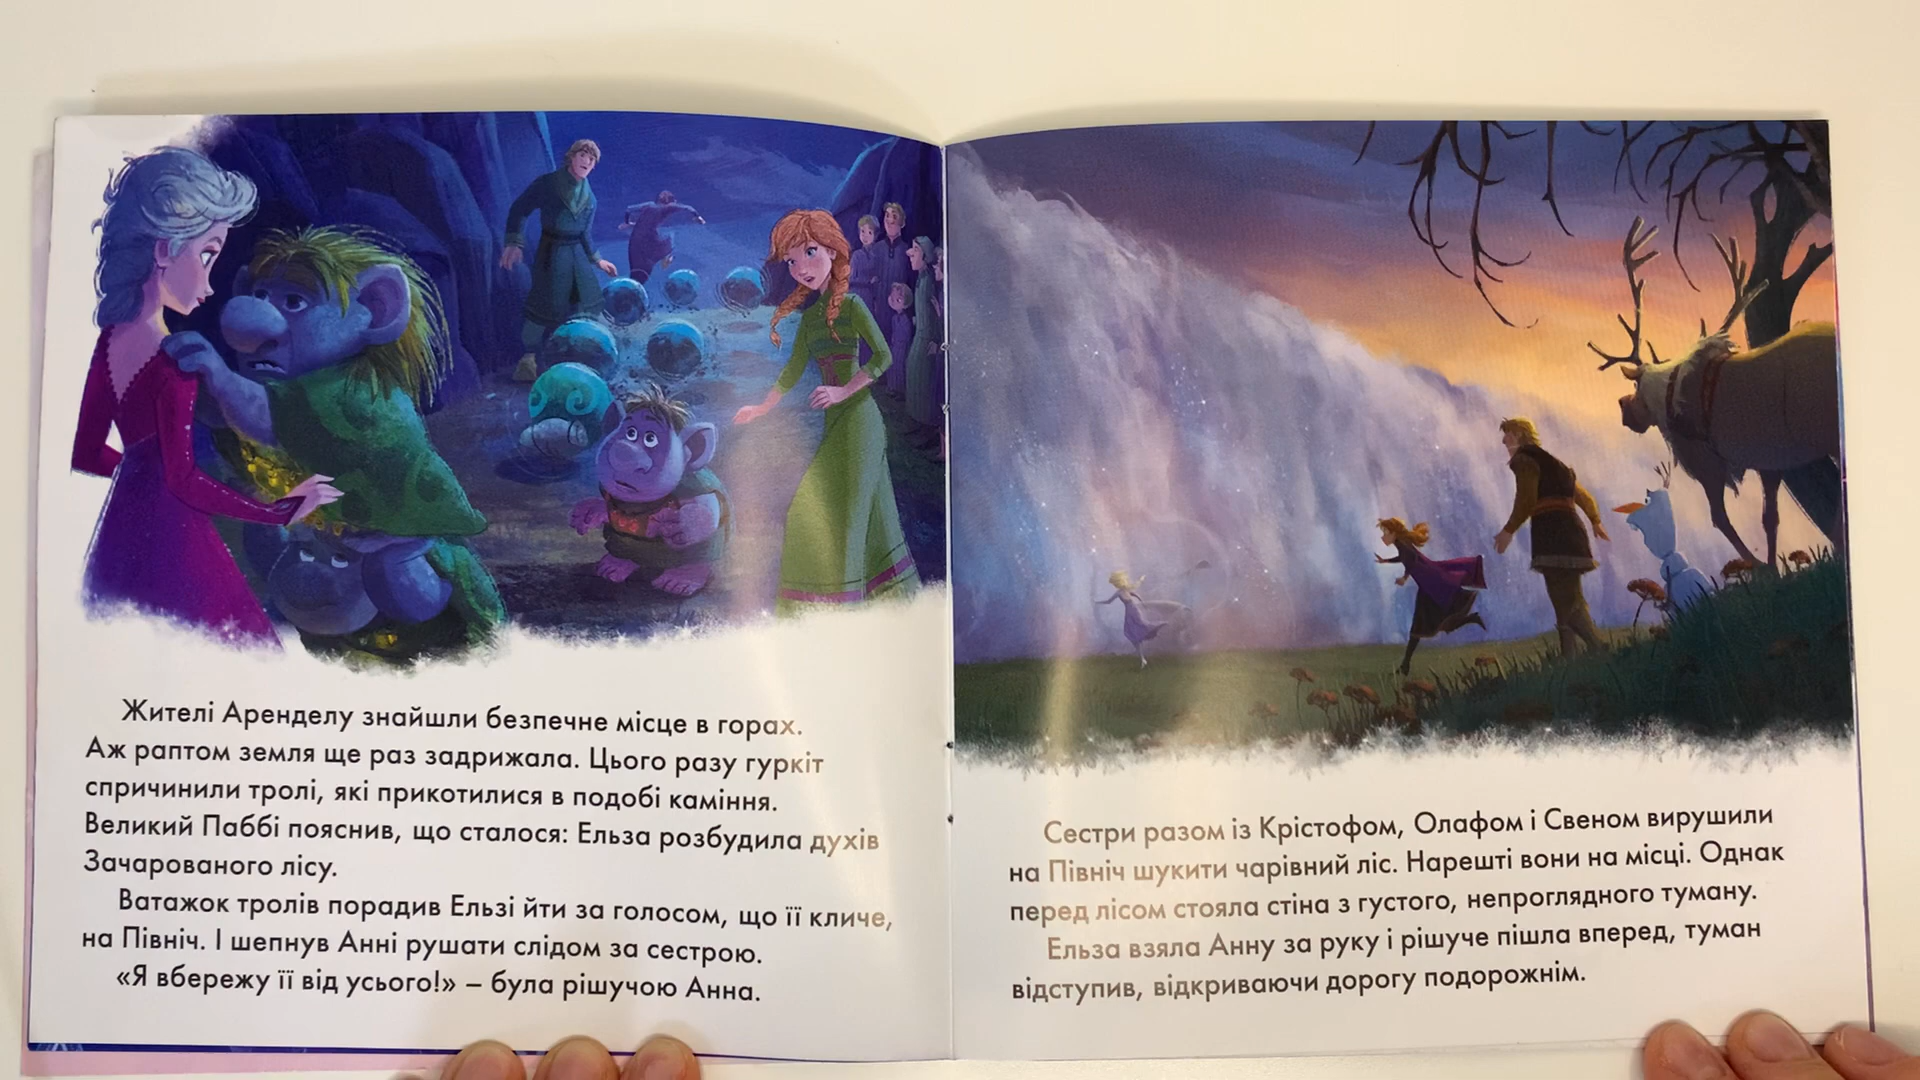 Жителі Аренделу знайшли безпечне місце в горах.
Аж раптом земля ще раз задрижала. Цього разу гуркіт
спричинили тролі, які прикотилися в подобі каміння.
Великий Паббі пояснив, що сталося: Ельза розбудила духів
Зачарованого лісу.
Ватажок тролів порадив Ельзі йти за голосом, що її кличе,
на Північ. І шепнув Анні рушати слідом за сестрою.
«Я вбережу її від усього!» – була рішучою Анна.
Сестри разом із Крістофом, Олафом і Свеном вирушили
на Північ шукити чарівний ліс. Нарешті вони на місці. Однак
перед лісом стояла стіна з густого, непроглядного туману.
Ельза взяла Анну за руку і рішуче пішла вперед, туман
відступив, відкриваючи дорогу подорожнім.